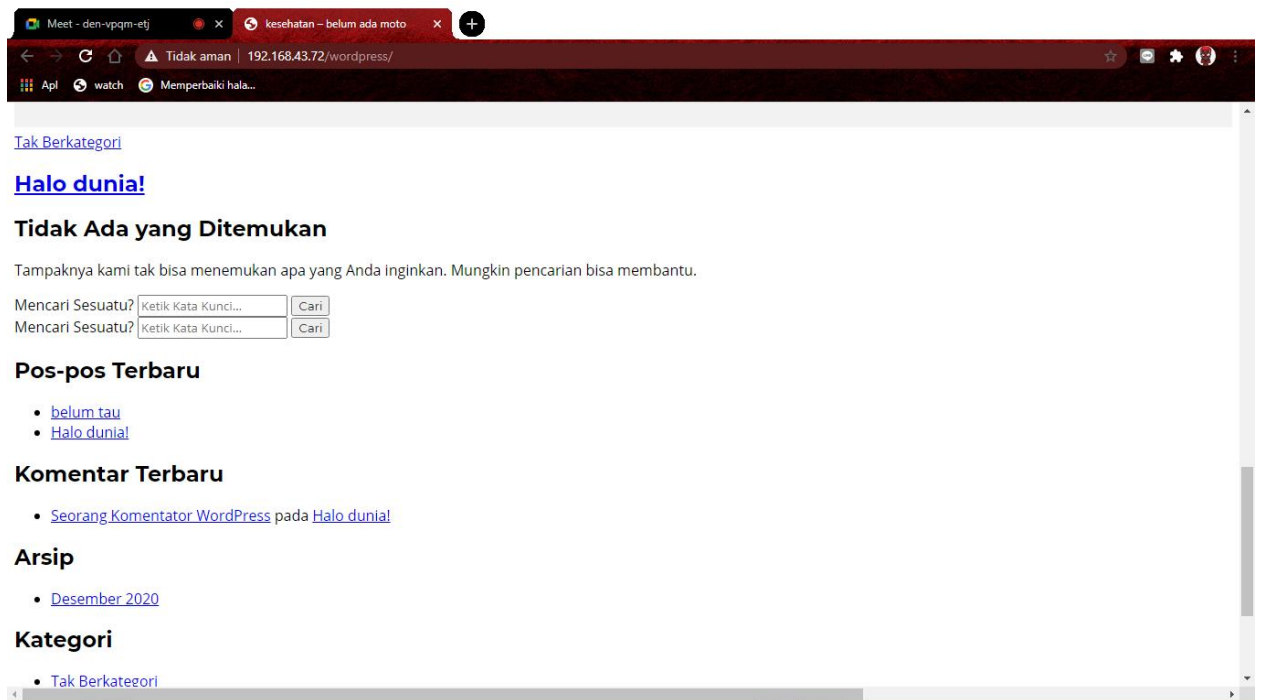 Meet - den-vpqm-etj
kesehatan – belum ada moto
Tidak aman | 192.168.43.72/wordpress/
Apl watch Memperbaiki hala...
Tak Berkategori
Halo dunia!
Tidak Ada yang Ditemukan
Tampaknya kami tak bisa menemukan apa yang Anda inginkan. Mungkin pencarian bisa membantu.
Mencari Sesuatu? Ketik Kata Kunci... Cari
Mencari Sesuatu? Ketik Kata Kunci... Cari
Pos-pos Terbaru
belum tau
Halo dunia!
Komentar Terbaru
Seorang Komentator WordPress pada Halo dunia!
Arsip
Desember 2020
Kategori
Tak Berkategori